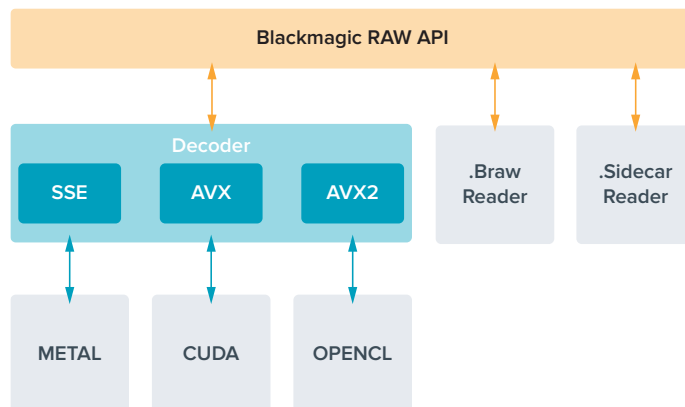 Blackmagic RAW API
Decoder
SSE
AVX
AVX2
.Braw
Reader
.Sidecar
Reader
METAL
CUDA
OPENCL